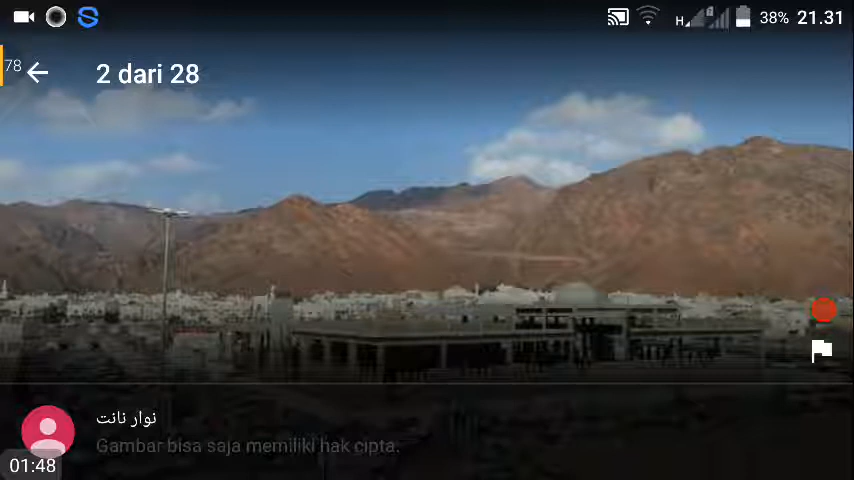 H 38% 21.31
78 2 dari 28
نوار نانت
Gambar bisa saja memiliki hak cipta.
01:48